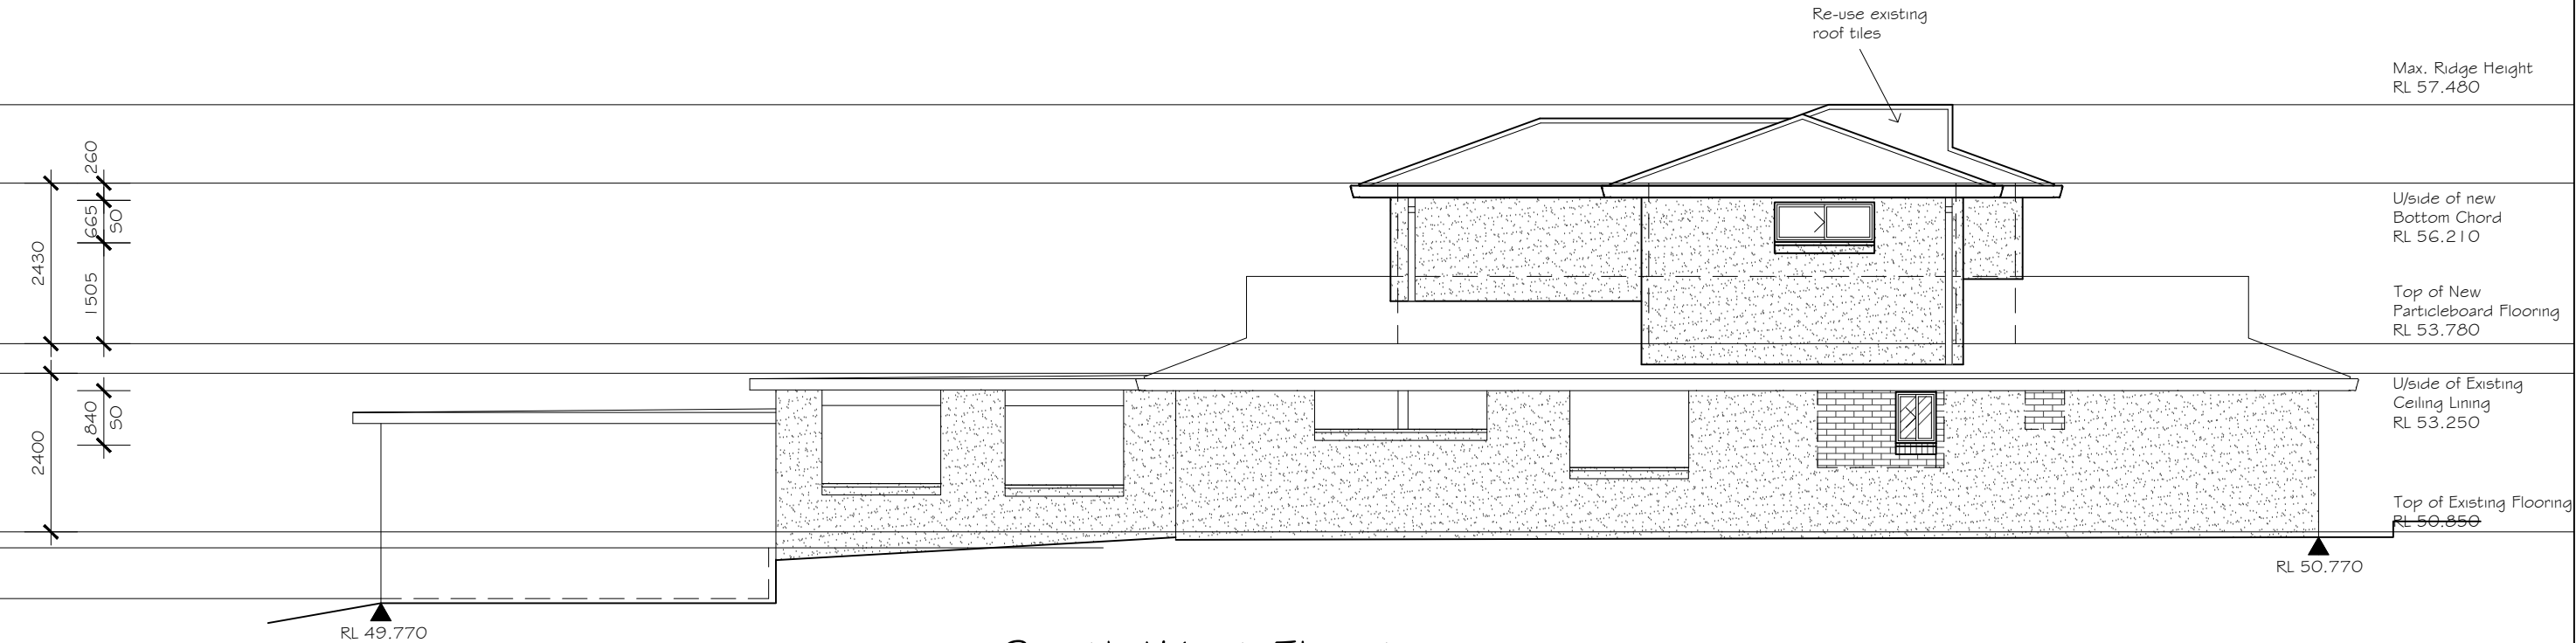 Re-use existing
roof tiles
Max. Ridge Height
RL 57.480
260
665
50
2430
1505
U/side of new
Bottom Chord
RL 56.210
Top of New
Particleboard Flooring
RL 53.780
840
50
2400
U/side of Existing
Ceiling Lining
RL 53.250
Top of Existing Flooring
RL 50.850
RL 50.770
RL 49.770